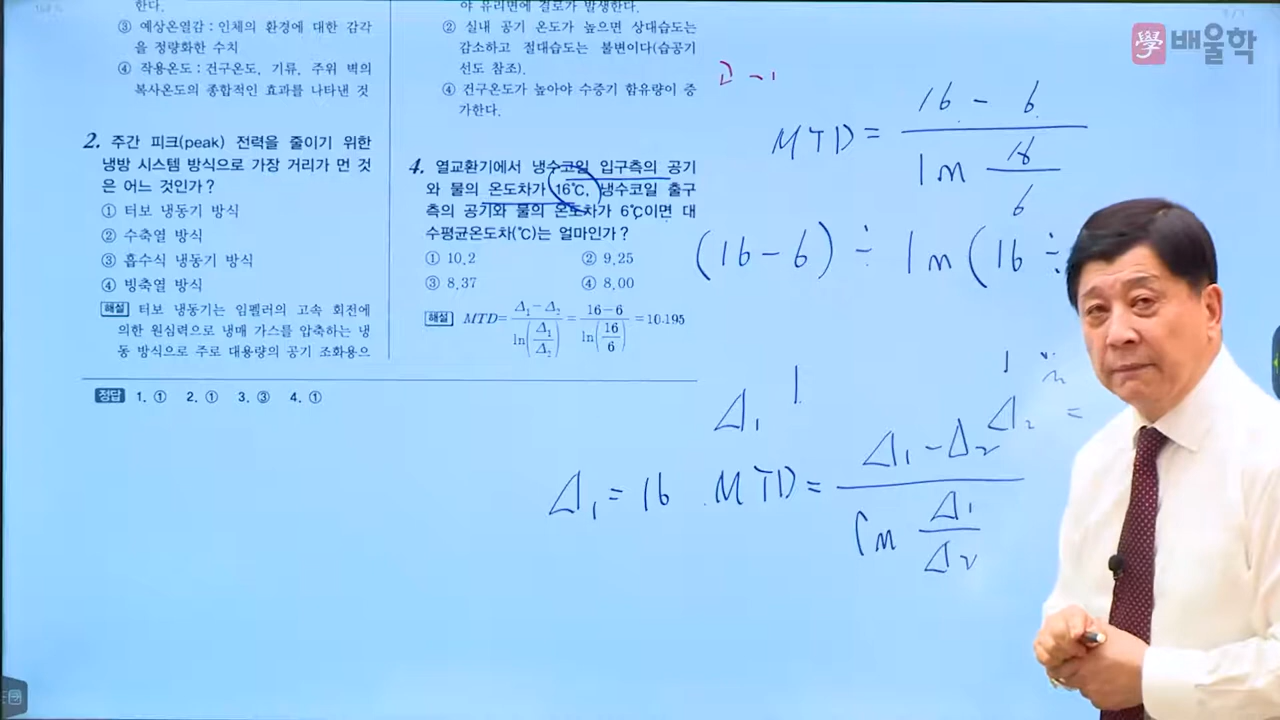 한다.
③ 예상온열감 : 인체의 환경에 대한 감각
을 정량화한 수치
④ 작용온도 : 건구온도, 기류, 주위 벽의
복사온도의 종합적인 효과를 나타낸 것
2. 주간 피크(peak) 전력을 줄이기 위한
냉방 시스템 방식으로 가장 거리가 먼 것
은 어느 것인가?
① 터보 냉동기 방식
② 수축열 방식
③ 흡수식 냉동기 방식
④ 빙축열 방식
해설 터보 냉동기는 임펠러의 고속 회전에
의한 원심력으로 냉매 가스를 압축하는 냉
동 방식으로 주로 대용량의 공기 조화용으
야 유리면에 결로가 발생한다.
② 실내 공기 온도가 높으면 상대습도는
감소하고 절대습도는 불변이다(습공기
선도 참조).
④ 건구온도가 높아야 수증기 함유량이 증
가한다.
4. 열교환기에서 냉수코일 입구측의 공기
와 물의 온도차가 16℃, 냉수코일 출구
측의 공기와 물의 온도차가 6℃이면 대
수평균온도차(℃)는 얼마인가?
① 10.2 ② 9.25
③ 8.37 ④ 8.00
해설 MTD= Δ₁-Δ₂ / ln(Δ₁/Δ₂) = 16-6 / ln(16/6) =10.195
정답 1. ① 2. ① 3. ③ 4. ①
學 배울학
MTD = 16 - 6 / ln 16/6
(16-6) ÷ ln(16 ÷
Δ₁
Δ₂ =
Δ₁ = 16 MTD = Δ₁-Δ₂ / ln Δ₁/Δ₂